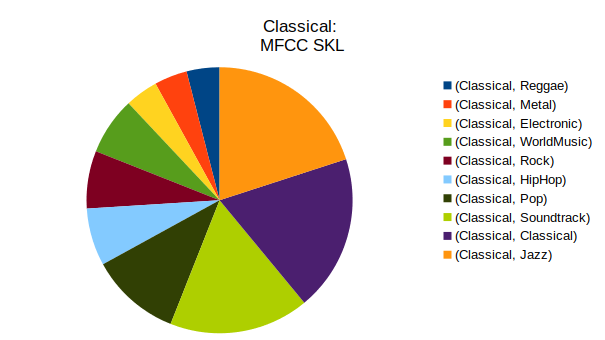 Classical:
MFCC SKL
(Classical, Reggae)
(Classical, Metal)
(Classical, Electronic)
(Classical, WorldMusic)
(Classical, Rock)
(Classical, HipHop)
(Classical, Pop)
(Classical, Soundtrack)
(Classical, Classical)
(Classical, Jazz)